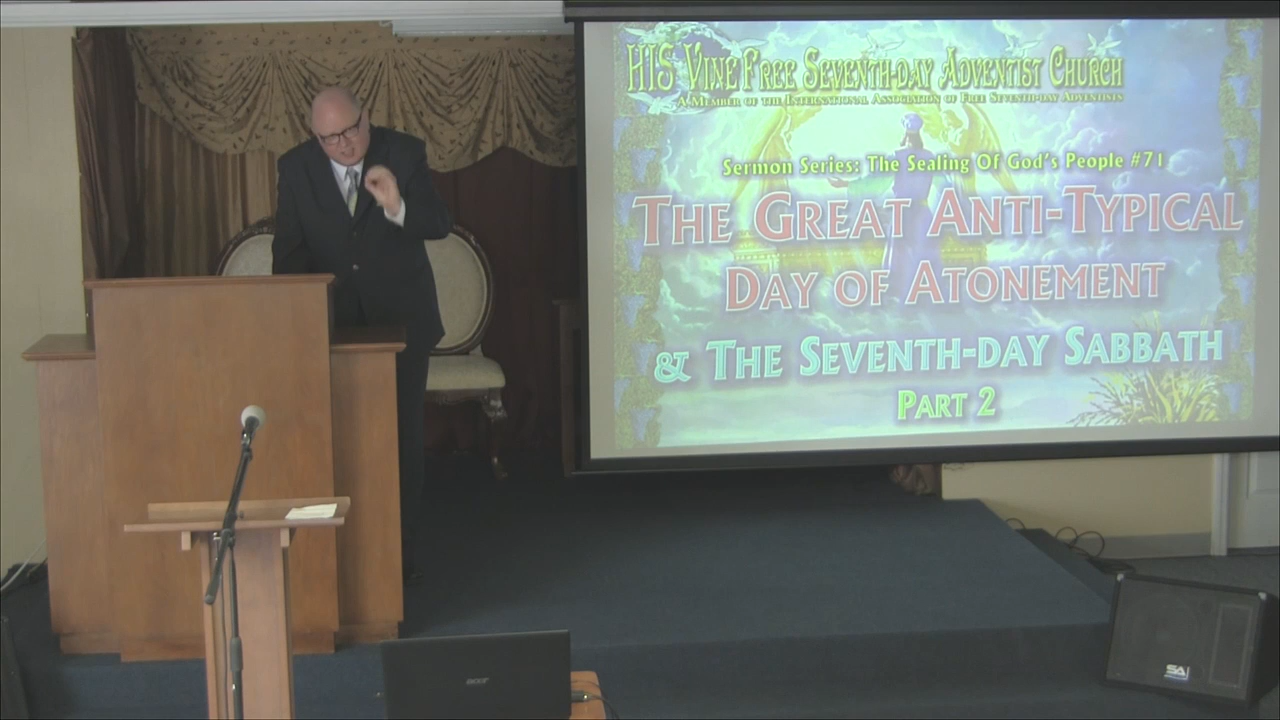 HIS Vine Free Seventh-day Adventist Church
A Member of the International Association of Free Seventh-day Adventists
Sermon Series: The Sealing Of God's People #71
The Great Anti-Typical
Day of Atonement
& The Seventh-day Sabbath
Part 2
acer
SA